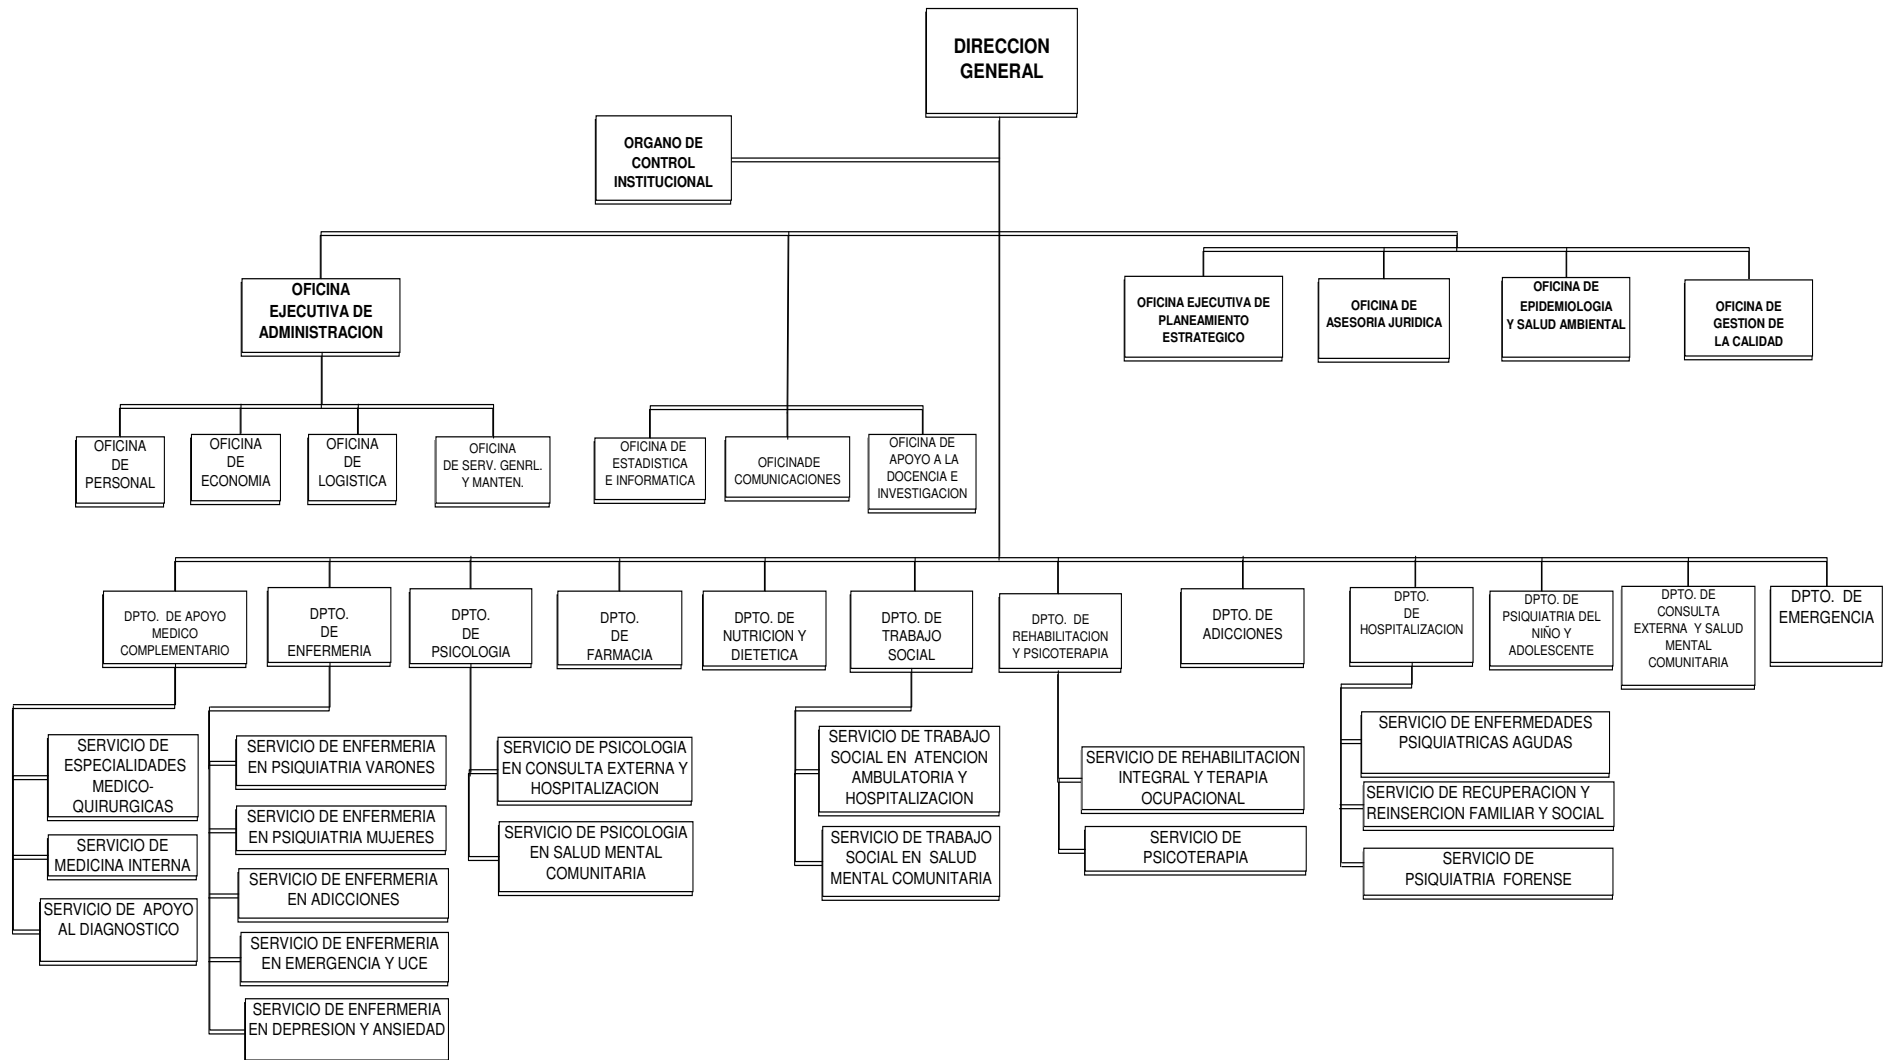 DIRECCION
GENERAL
ORGANO DE
CONTROL
INSTITUCIONAL
OFICINA
EJECUTIVA DE
ADMINISTRACION
OFICINA EJECUTIVA DE
PLANEAMIENTO
ESTRATEGICO
OFICINA DE
ASESORIA JURIDICA
OFICINA DE
EPIDEMIOLOGIA
Y SALUD AMBIENTAL
OFICINA DE
GESTION DE
LA CALIDAD
OFICINA
DE
PERSONAL
OFICINA
DE
ECONOMIA
OFICINA
DE
LOGISTICA
OFICINA
DE SERV. GENRL.
Y MANTEN.
OFICINA DE
ESTADISTICA
E INFORMATICA
OFICINADE
COMUNICACIONES
OFICINA DE
APOYO A LA
DOCENCIA E
INVESTIGACION
DPTO. DE APOYO
MEDICO
COMPLEMENTARIO
DPTO.
DE
ENFERMERIA
DPTO.
DE
PSICOLOGIA
DPTO.
DE
FARMACIA
DPTO. DE
NUTRICION Y
DIETETICA
DPTO. DE
TRABAJO
SOCIAL
DPTO. DE
REHABILITACION
Y PSICOTERAPIA
DPTO. DE
ADICCIONES
DPTO.
DE
HOSPITALIZACION
DPTO. DE
PSIQUIATRIA DEL
NIÑO Y
ADOLESCENTE
DPTO. DE
CONSULTA
EXTERNA Y SALUD
MENTAL
COMUNITARIA
DPTO. DE
EMERGENCIA
SERVICIO DE
ESPECIALIDADES
MEDICO-
QUIRURGICAS
SERVICIO DE
MEDICINA INTERNA
SERVICIO DE APOYO
AL DIAGNOSTICO
SERVICIO DE ENFERMERIA
EN PSIQUIATRIA VARONES
SERVICIO DE ENFERMERIA
EN PSIQUIATRIA MUJERES
SERVICIO DE ENFERMERIA
EN ADICCIONES
SERVICIO DE ENFERMERIA
EN EMERGENCIA Y UCE
SERVICIO DE ENFERMERIA
EN DEPRESION Y ANSIEDAD
SERVICIO DE PSICOLOGIA
EN CONSULTA EXTERNA Y
HOSPITALIZACION
SERVICIO DE PSICOLOGIA
EN SALUD MENTAL
COMUNITARIA
SERVICIO DE TRABAJO
SOCIAL EN ATENCION
AMBULATORIA Y
HOSPITALIZACION
SERVICIO DE TRABAJO
SOCIAL EN SALUD
MENTAL COMUNITARIA
SERVICIO DE REHABILITACION
INTEGRAL Y TERAPIA
OCUPACIONAL
SERVICIO DE
PSICOTERAPIA
SERVICIO DE ENFERMEDADES
PSIQUIATRICAS AGUDAS
SERVICIO DE RECUPERACION Y
REINSERCION FAMILIAR Y SOCIAL
SERVICIO DE
PSIQUIATRIA FORENSE